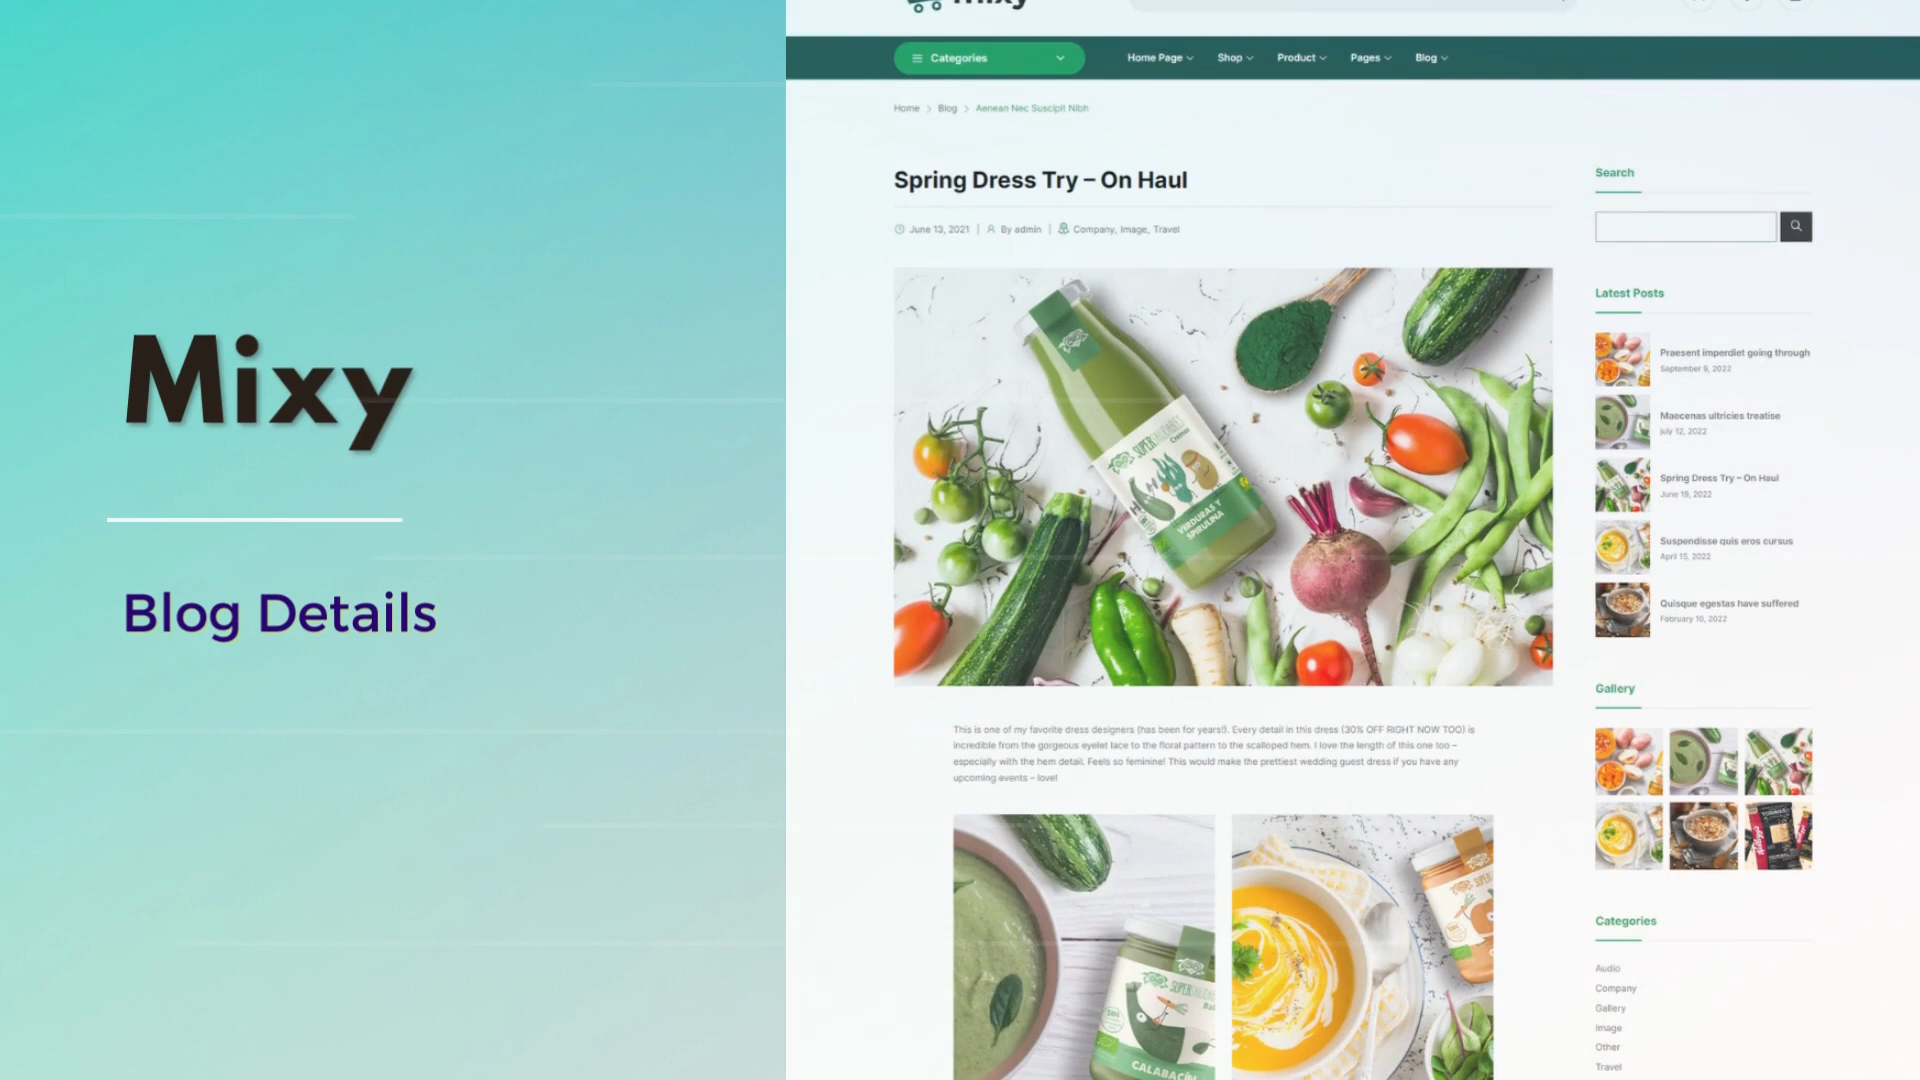 Mixy
Blog Details
mixy
Categories
Home Page
Shop
Product
Pages
Blog
Home > Blog > Aenean Nec Suscipit Nibh
Spring Dress Try – On Haul
June 13, 2021 | By admin | Company, Image, Travel
SUPER
Cremas
VERDURAS Y
ESPIRULINA
This is one of my favorite dress designers (has been for years!). Every detail in this dress (30% OFF RIGHT NOW TOO) is
incredible from the gorgeous eyelet lace to the floral pattern to the scalloped hem. I love the length of this one too –
especially with the hem detail. Feels so feminine! This would make the prettiest wedding guest dress if you have any
upcoming events – love!
SUPER
CALABACÍN
Search
Latest Posts
Praesent imperdiet going through
September 9, 2022
Maecenas ultricies treatise
july 12, 2022
Spring Dress Try – On Haul
June 19, 2022
Suspendisse quis eros cursus
April 15, 2022
Quisque egestas have suffered
February 10, 2022
Gallery
Categories
Audio
Company
Gallery
Image
Other
Travel